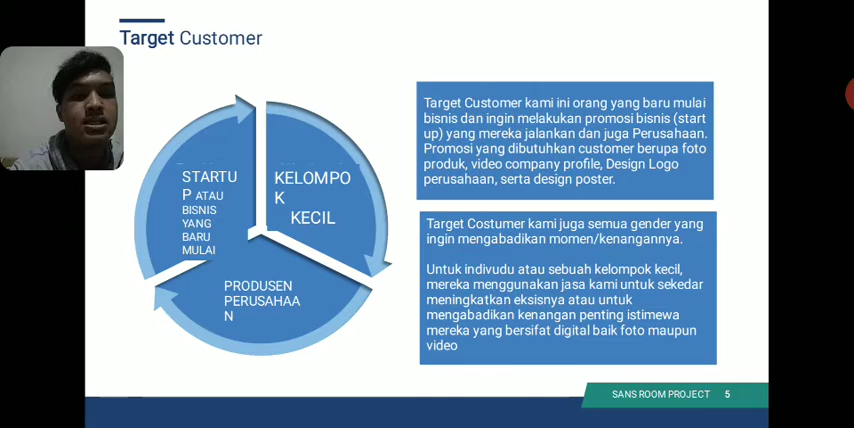 Target Customer
STARTU
P ATAU
BISNIS
YANG
BARU
MULAI
KELOMPO
K
KECIL
PRODUSEN
PERUSAHAA
N
Target Customer kami ini orang yang baru mulai
bisnis dan ingin melakukan promosi bisnis (start
up) yang mereka jalankan dan juga Perusahaan.
Promosi yang dibutuhkan customer berupa foto
produk, video company profile, Design Logo
perusahaan, serta design poster.
Target Costumer kami juga semua gender yang
ingin mengabadikan momen/kenangannya.
Untuk indivudu atau sebuah kelompok kecil,
mereka menggunakan jasa kami untuk sekedar
meningkatkan eksisnya atau untuk
mengabadikan kenangan penting istimewa
mereka yang bersifat digital baik foto maupun
video
SANS ROOM PROJECT 5